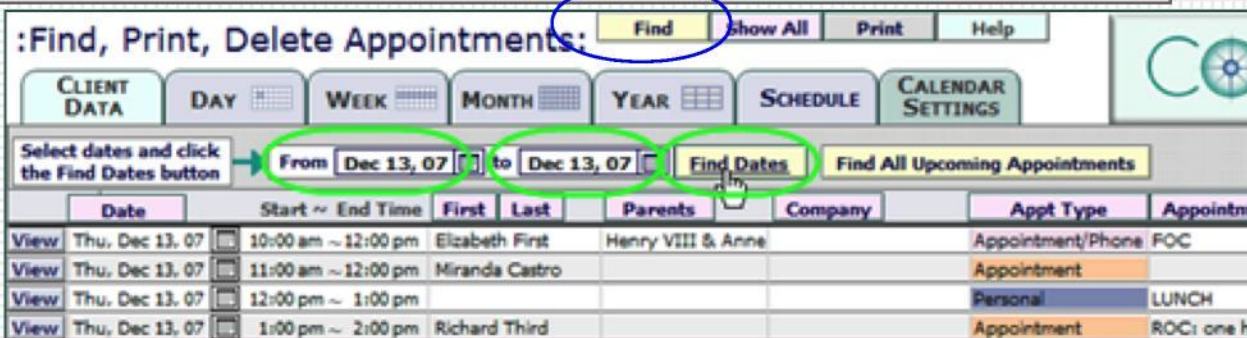 :Find, Print, Delete Appointments: Find Show All Print Help
CLIENT DATA DAY WEEK MONTH YEAR SCHEDULE CALENDAR SETTINGS
Select dates and click
the Find Dates button
From Dec 13, 07 to Dec 13, 07 Find Dates Find All Upcoming Appointments
Date Start ~ End Time First Last Parents Company Appt Type Appointm
View Thu, Dec 13, 07 10:00 am ~ 12:00 pm Elizabeth First Henry VIII & Anne Appointment/Phone FOC
View Thu, Dec 13, 07 11:00 am ~ 12:00 pm Miranda Castro Appointment
View Thu, Dec 13, 07 12:00 pm ~ 1:00 pm Personal LUNCH
View Thu, Dec 13, 07 1:00 pm ~ 2:00 pm Richard Third Appointment ROC: one h